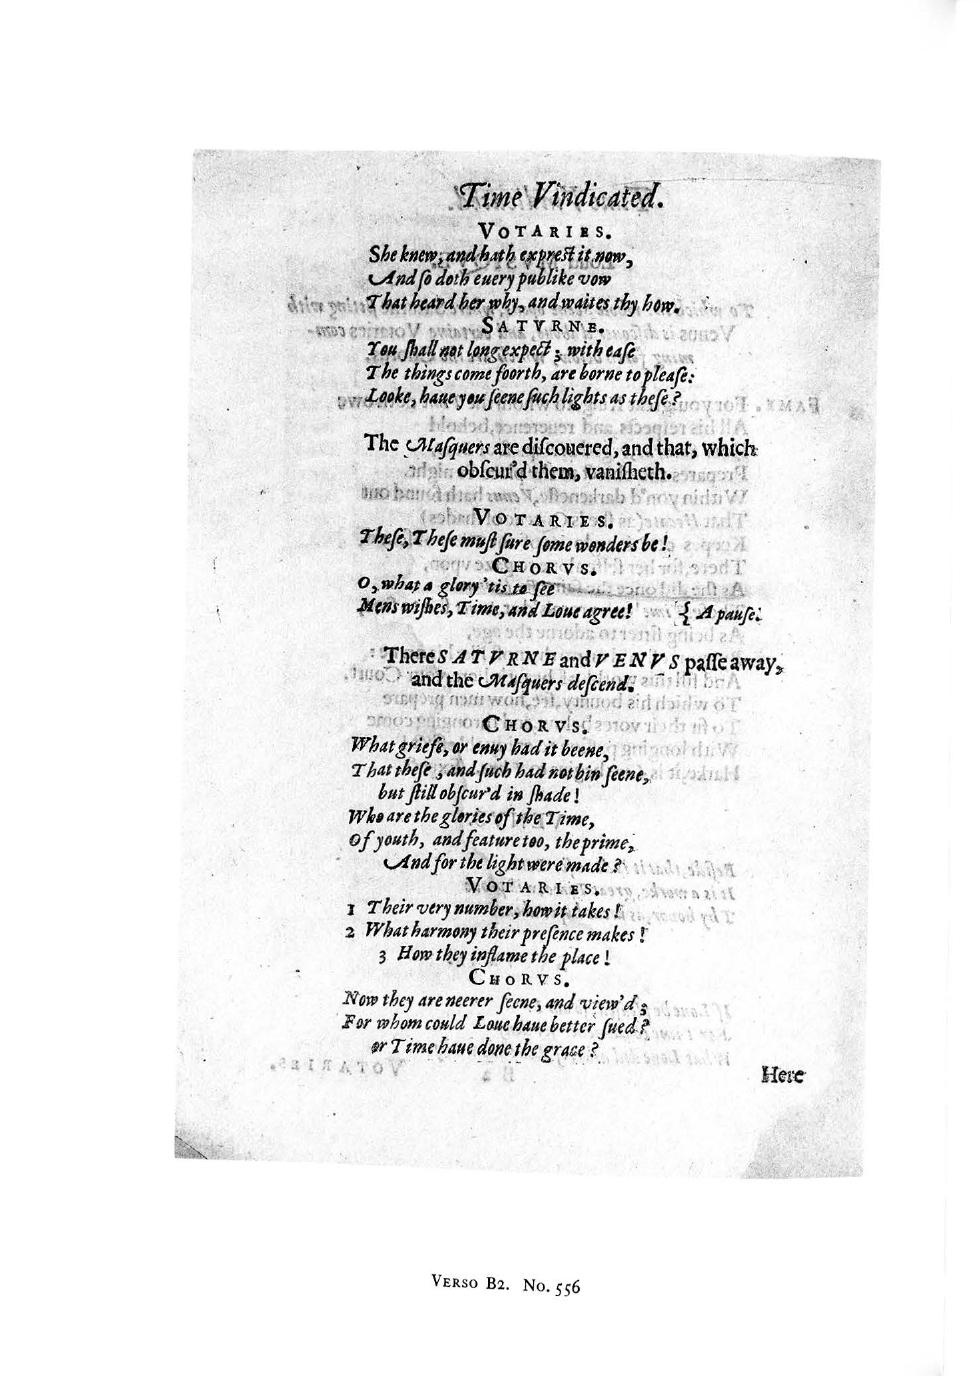 Time Vindicated.
VOTARIES.
She knew, and hath exprest it now,
And ſo doth euery publike vow
That heard her why, and waites thy how.
SATVRNE.
You ſhall not long expect; with eaſe
The things come foorth, are borne to pleaſe:
Looke, haue you ſeene ſuch lights as theſe?
The Maſquers are diſcouered, and that, which
obſcur'd them, vaniſheth.
VOTARIES.
Theſe, Theſe muſt ſure ſome wonders be!
CHORVS.
O, what a glory 'tis to ſee
Mens wiſhes, Time, and Loue agree! { A pauſe.
There SATVRNE and VENVS paſſe away,
and the Maſquers deſcend.
CHORVS.
What griefe, or enuy had it beene,
That theſe, and ſuch had not bin ſeene,
but ſtill obſcur'd in ſhade!
Who are the glories of the Time,
Of youth, and feature too, the prime,
And for the light were made?
VOTARIES.
1 Their very number, how it takes!
2 What harmony their preſence makes!
3 How they inflame the place!
CHORVS.
Now they are neerer ſeene, and view'd;
For whom could Loue haue better ſued?
or Time haue done the grace?
Here
VERSO B2. No. 556